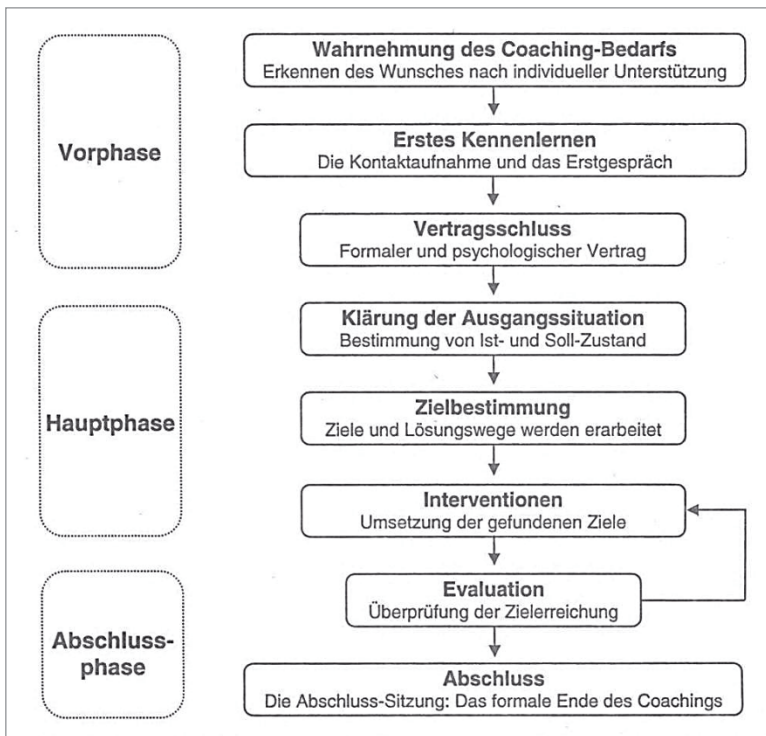 Vorphase
Wahrnehmung des Coaching-Bedarfs
Erkennen des Wunsches nach individueller Unterstützung
Erstes Kennenlernen
Die Kontaktaufnahme und das Erstgespräch
Vertragsschluss
Formaler und psychologischer Vertrag
Hauptphase
Klärung der Ausgangssituation
Bestimmung von Ist- und Soll-Zustand
Zielbestimmung
Ziele und Lösungswege werden erarbeitet
Interventionen
Umsetzung der gefundenen Ziele
Abschluss-
phase
Evaluation
Überprüfung der Zielerreichung
Abschluss
Die Abschluss-Sitzung: Das formale Ende des Coachings